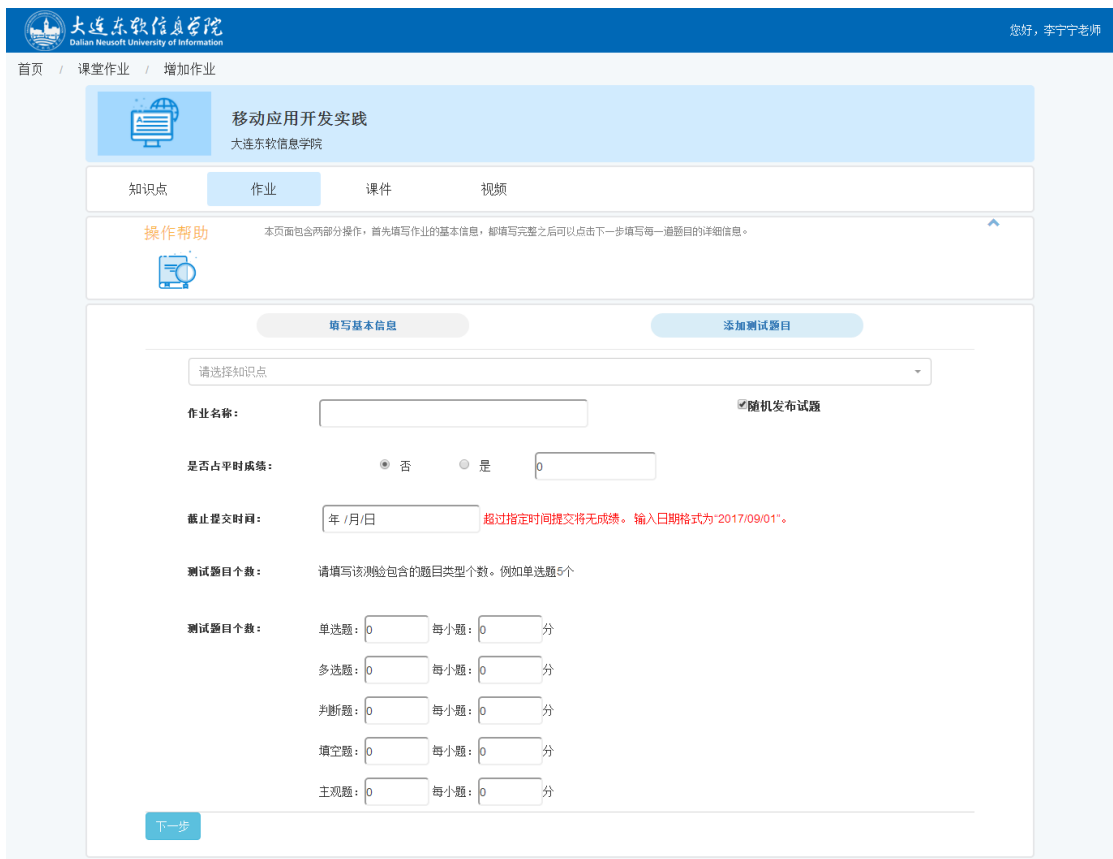 大连东软信息学院
Dalian Neusoft University of Information
您好，李宁宁老师
首页 / 课堂作业 / 增加作业
移动应用开发实践
大连东软信息学院
知识点 作业 课件 视频
操作帮助 本页面包含两部分操作，首先填写作业的基本信息，都填写完整之后可以点击下一步填写每一道题目的详细信息。
填写基本信息 添加测试题目
请选择知识点
作业名称： 随机发布试题
是否占平时成绩： 否 是 0
截止提交时间： 年 /月/日 超过指定时间提交将无成绩。 输入日期格式为“2017/09/01”。
测试题目个数： 请填写该测验包含的题目类型个数。例如单选题5个
测试题目个数： 单选题：0 每小题：0 分
多选题：0 每小题：0 分
判断题：0 每小题：0 分
填空题：0 每小题：0 分
主观题：0 每小题：0 分
下一步